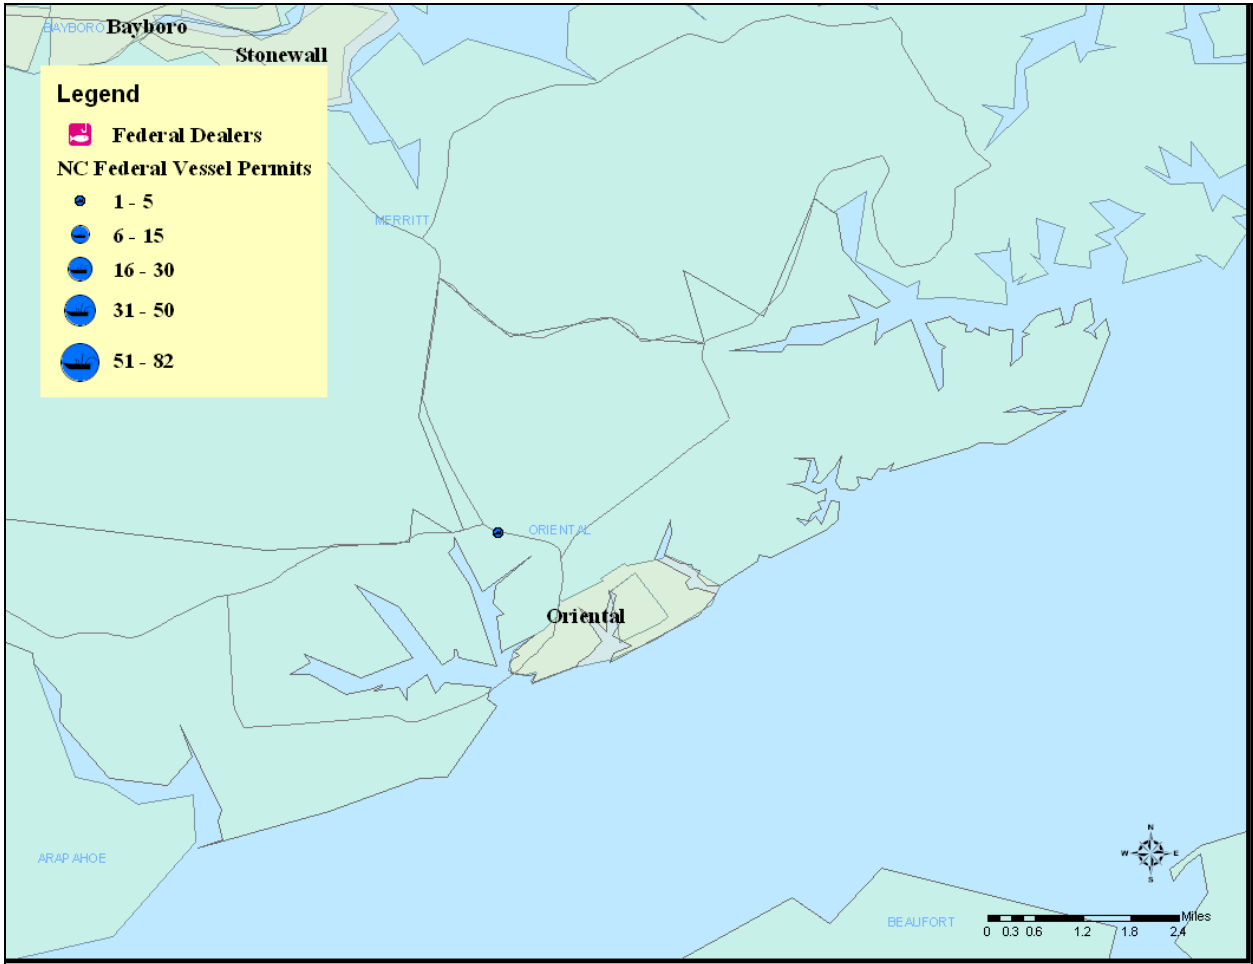 BAYBORO Bayboro
Stonewall
Legend
Federal Dealers
NC Federal Vessel Permits
1 - 5
6 - 15
16 - 30
31 - 50
51 - 82
MERRITT
ORIENTAL
Oriental
ARAPAHOE
BEAUFORT
N
W E
S
Miles
0 0.3 0.6 1.2 1.8 2.4